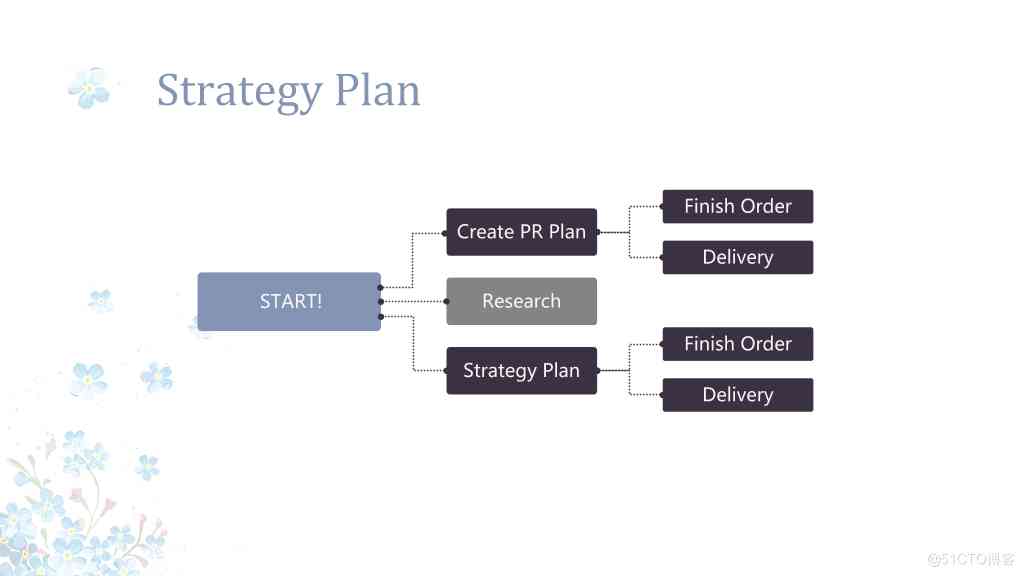 Strategy Plan
Finish Order
Create PR Plan
Delivery
START!
Research
Finish Order
Strategy Plan
Delivery
@51CTO博客